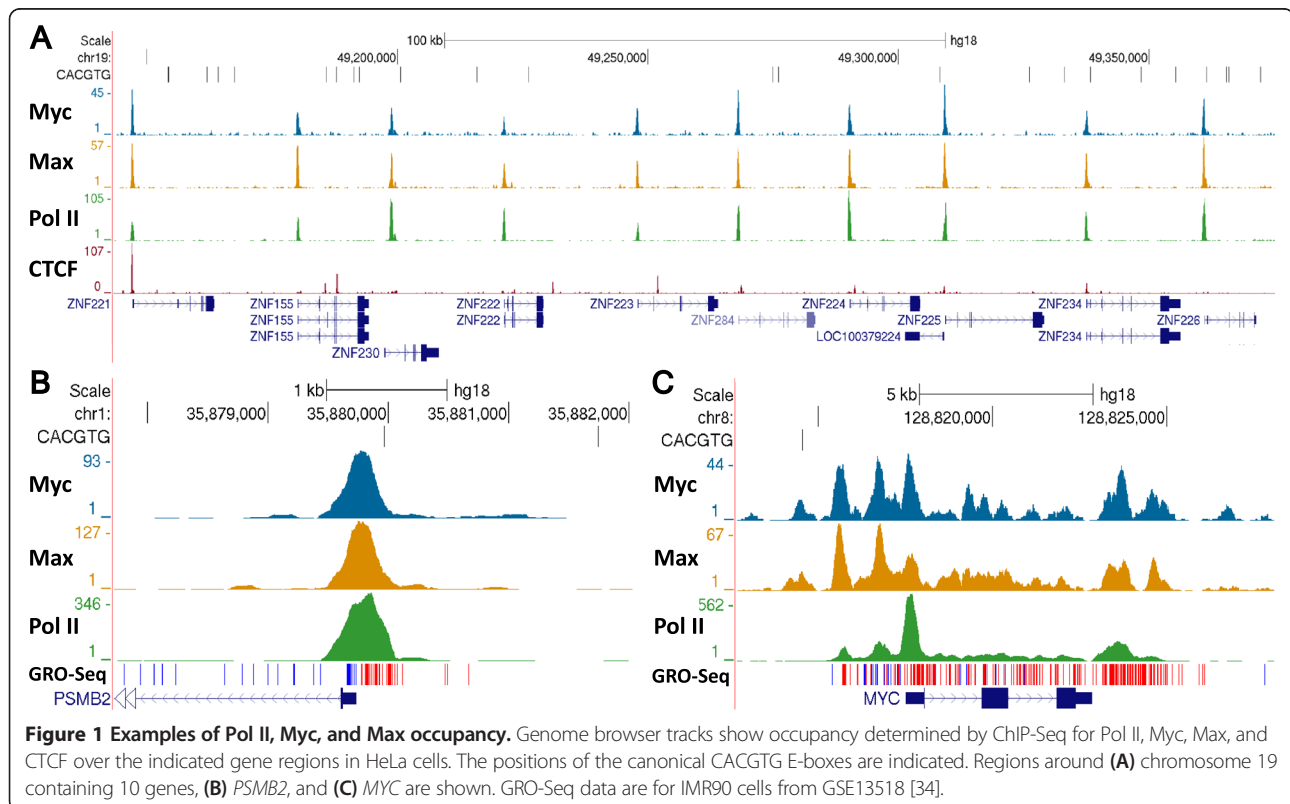 A
Scale 100 kb hg18
chr19: 49,200,000 49,250,000 49,300,000 49,350,000
CACGTG
Myc 45 - 1 -
Max 57 - 1 -
Pol II 105 - 1 -
CTCF 107 - 0 -
ZNF221 ZNF155 ZNF222 ZNF223 ZNF224 ZNF234
ZNF155 ZNF222 ZNF284 ZNF225 ZNF226
ZNF155 LOC100379224 ZNF234
ZNF230
B
Scale 1 kb hg18
chr1: 35,879,000 35,880,000 35,881,000 35,882,000
CACGTG
Myc 93 - 1 -
Max 127 - 1 -
Pol II 346 - 1 -
GRO-Seq
PSMB2
C
Scale 5 kb hg18
chr8: 128,820,000 128,825,000
CACGTG
Myc 44 - 1 -
Max 67 - 1 -
Pol II 562 - 1 -
GRO-Seq
MYC
Figure 1 Examples of Pol II, Myc, and Max occupancy. Genome browser tracks show occupancy determined by ChIP-Seq for Pol II, Myc, Max, and
CTCF over the indicated gene regions in HeLa cells. The positions of the canonical CACGTG E-boxes are indicated. Regions around (A) chromosome 19
containing 10 genes, (B) PSMB2, and (C) MYC are shown. GRO-Seq data are for IMR90 cells from GSE13518 [34].